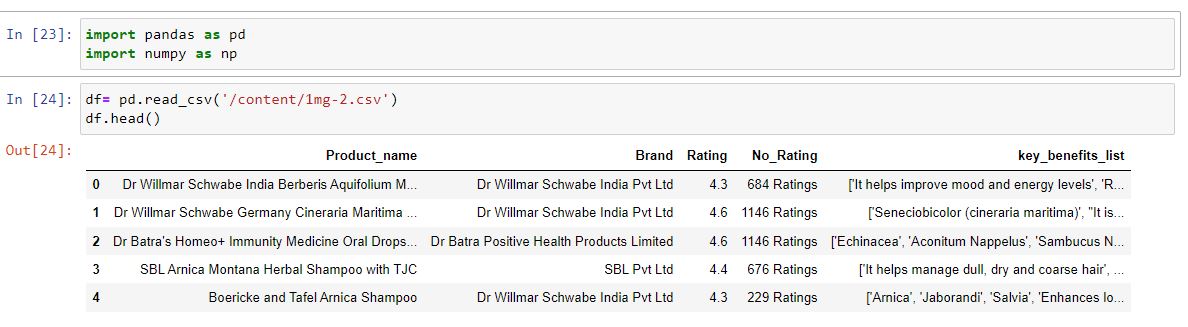 In [23]: import pandas as pd
import numpy as np
In [24]: df= pd.read_csv('/content/1mg-2.csv')
df.head()
Out[24]:
Product_name Brand Rating No_Rating key_benefits_list
0 Dr Willmar Schwabe India Berberis Aquifolium M... Dr Willmar Schwabe India Pvt Ltd 4.3 684 Ratings ['It helps improve mood and energy levels', 'R...
1 Dr Willmar Schwabe Germany Cineraria Maritima ... Dr Willmar Schwabe India Pvt Ltd 4.6 1146 Ratings ['Seneciobicolor (cineraria maritima)', "It is...
2 Dr Batra's Homeo+ Immunity Medicine Oral Drops... Dr Batra Positive Health Products Limited 4.6 1146 Ratings ['Echinacea', 'Aconitum Nappelus', 'Sambucus N...
3 SBL Arnica Montana Herbal Shampoo with TJC SBL Pvt Ltd 4.4 676 Ratings ['It helps manage dull, dry and coarse hair', ...
4 Boericke and Tafel Arnica Shampoo Dr Willmar Schwabe India Pvt Ltd 4.3 229 Ratings ['Arnica', 'Jaborandi', 'Salvia', 'Enhances lo...